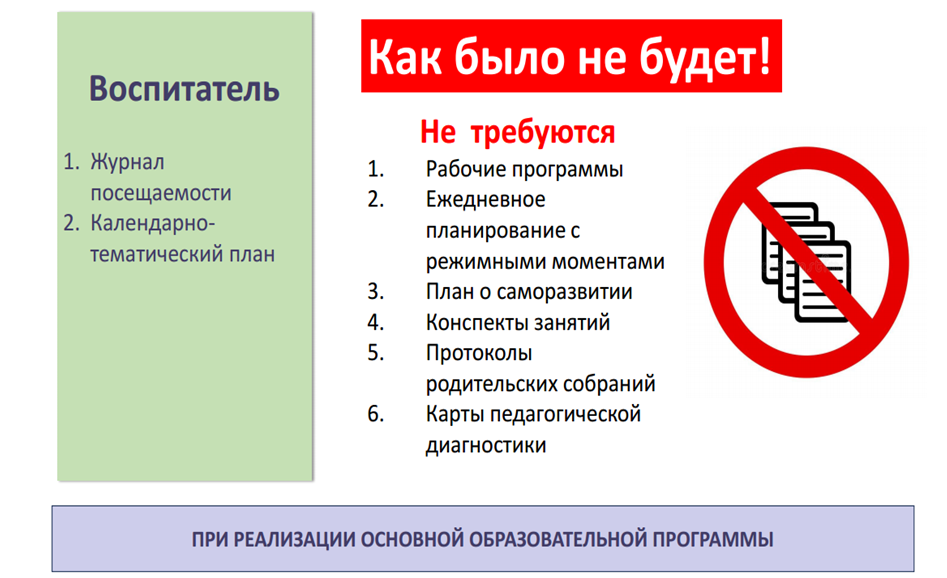 Воспитатель
1. Журнал
посещаемости
2. Календарно-
тематический план
Как было не будет!
Не требуются
1. Рабочие программы
2. Ежедневное
планирование с
режимными моментами
3. План о саморазвитии
4. Конспекты занятий
5. Протоколы
родительских собраний
6. Карты педагогической
диагностики
ПРИ РЕАЛИЗАЦИИ ОСНОВНОЙ ОБРАЗОВАТЕЛЬНОЙ ПРОГРАММЫ